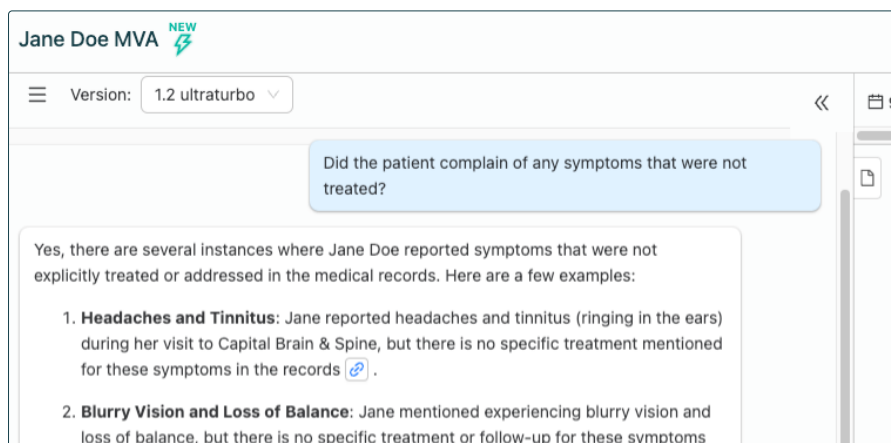 Jane Doe MVA NEW
Version: 1.2 ultraturbo
Did the patient complain of any symptoms that were not
treated?
Yes, there are several instances where Jane Doe reported symptoms that were not
explicitly treated or addressed in the medical records. Here are a few examples:
1. Headaches and Tinnitus: Jane reported headaches and tinnitus (ringing in the ears)
during her visit to Capital Brain & Spine, but there is no specific treatment mentioned
for these symptoms in the records .
2. Blurry Vision and Loss of Balance: Jane mentioned experiencing blurry vision and
loss of balance, but there is no specific treatment or follow-up for these symptoms